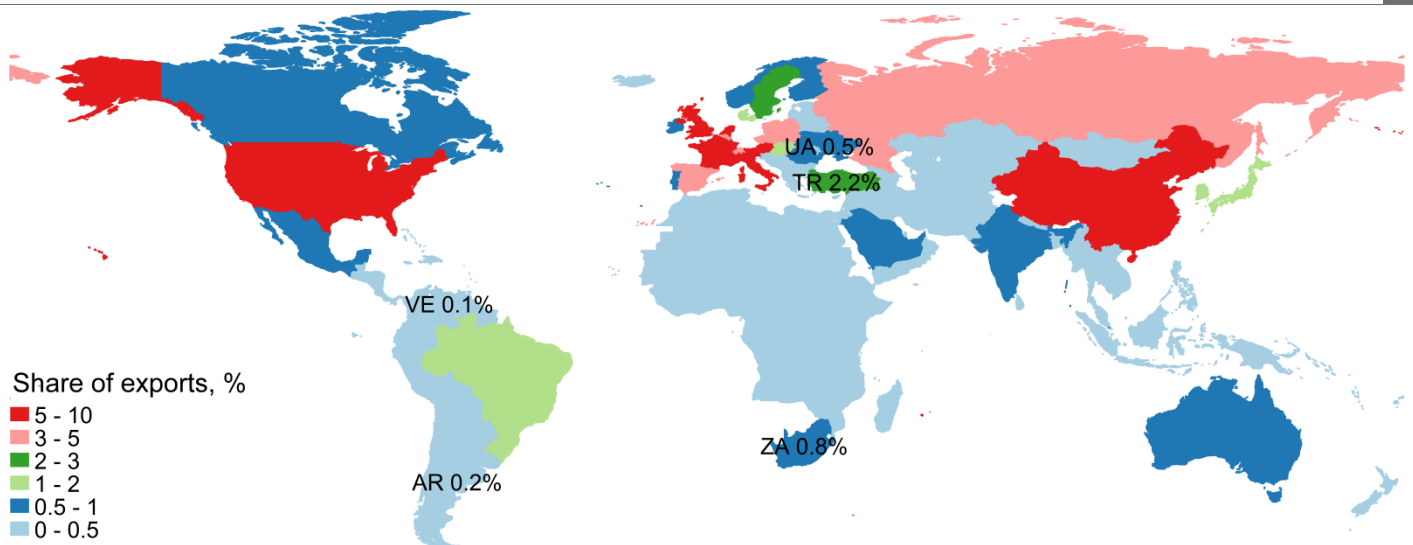 UA 0.5%
TR 2.2%
VE 0.1%
Share of exports, %
5 - 10
3 - 5
2 - 3
1 - 2
0.5 - 1
0 - 0.5
ZA 0.8%
AR 0.2%